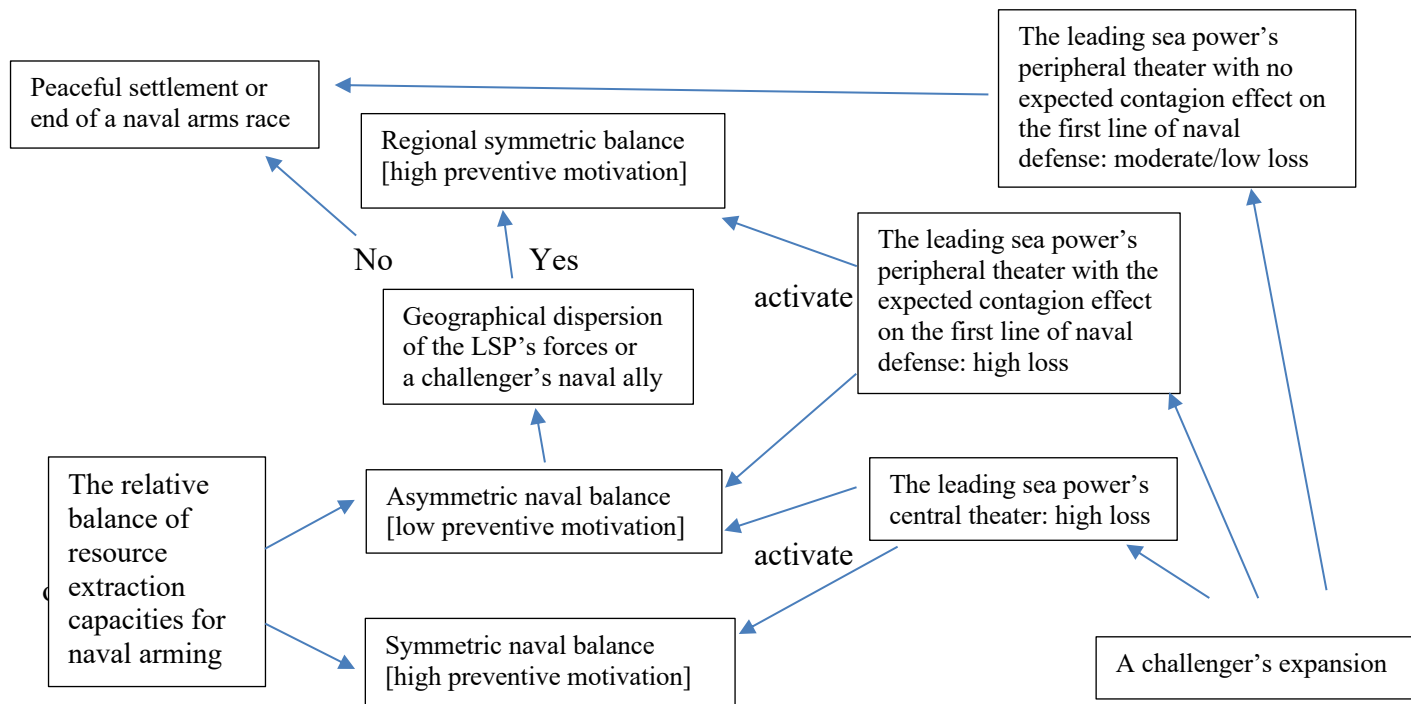 Peaceful settlement or
end of a naval arms race
Regional symmetric balance
[high preventive motivation]
The leading sea power’s
peripheral theater with no
expected contagion effect on
the first line of naval
defense: moderate/low loss
No
Yes
Geographical dispersion
of the LSP’s forces or
a challenger’s naval ally
activate
The leading sea power’s
peripheral theater with the
expected contagion effect
on the first line of naval
defense: high loss
The relative
balance of
resource
extraction
capacities for
naval arming
Asymmetric naval balance
[low preventive motivation]
activate
The leading sea power’s
central theater: high loss
Symmetric naval balance
[high preventive motivation]
A challenger’s expansion